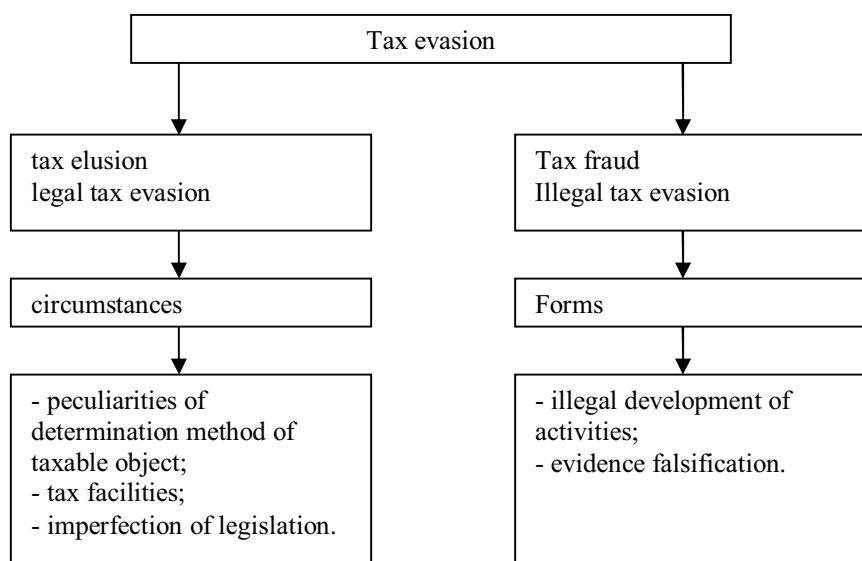 Tax evasion
tax elusion
legal tax evasion
Tax fraud
Illegal tax evasion
circumstances
Forms
- peculiarities of
determination method of
taxable object;
- tax facilities;
- imperfection of legislation.
- illegal development of
activities;
- evidence falsification.